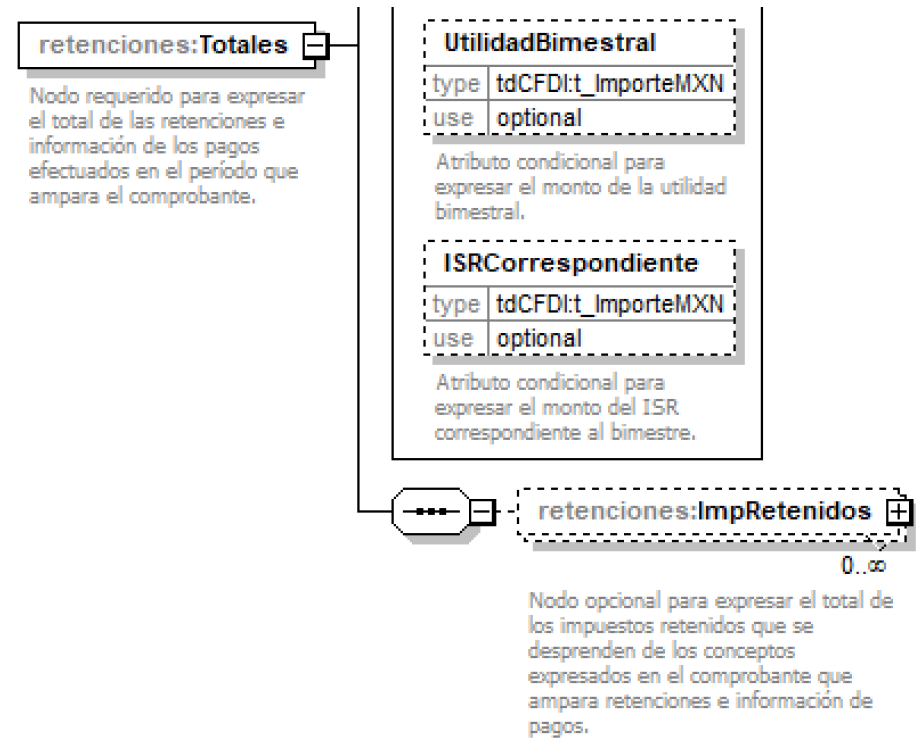 retenciones:Totales
Nodo requerido para expresar
el total de las retenciones e
información de los pagos
efectuados en el período que
ampara el comprobante.
UtilidadBimestral
type tdCFDI:t_ImporteMXN
use optional
Atributo condicional para
expresar el monto de la utilidad
bimestral.
ISRCorrespondiente
type tdCFDI:t_ImporteMXN
use optional
Atributo condicional para
expresar el monto del ISR
correspondiente al bimestre.
retenciones:ImpRetenidos
0..∞
Nodo opcional para expresar el total de
los impuestos retenidos que se
desprenden de los conceptos
expresados en el comprobante que
ampara retenciones e información de
pagos.